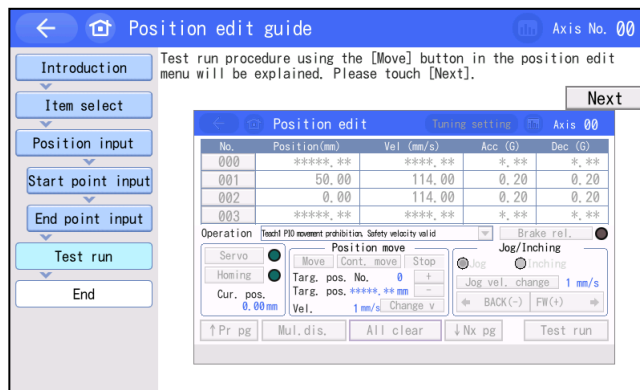 Position edit guide
Axis No. 00
Introduction
Item select
Position input
Start point input
End point input
Test run
End
Test run procedure using the [Move] button in the position edit
menu will be explained. Please touch [Next].
Next
Position edit
Tuning setting
Axis 00
No. Position(mm) Vel (mm/s) Acc (G) Dec (G)
000 *****.** ****.** *.** *.**
001 50.00 114.00 0.20 0.20
002 0.00 114.00 0.20 0.20
003 *****.** ****.** *.** *.**
Operation Teach1 PIO movement prohibition, Safety velocity valid Brake rel.
Servo
Homing
Cur. pos.
0.00mm
Position move
Move Cont. move Stop
Targ. pos. No. 0 +
Targ. pos. *****.** mm -
Vel. 1 mm/s Change v
Jog/Inching
Jog Inching
Jog vel. change 1 mm/s
BACK(-) FW(+)
↑Pr pg Mul.dis. All clear ↓Nx pg Test run